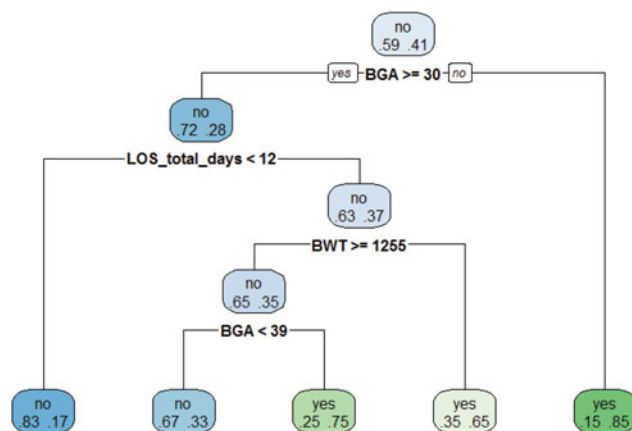 no
.59 .41
yes BGA >= 30 no
no
.72 .28
LOS_total_days < 12
no
.63 .37
BWT >= 1255
no
.65 .35
BGA < 39
no
.83 .17
no
.67 .33
yes
.25 .75
yes
.35 .65
yes
.15 .85